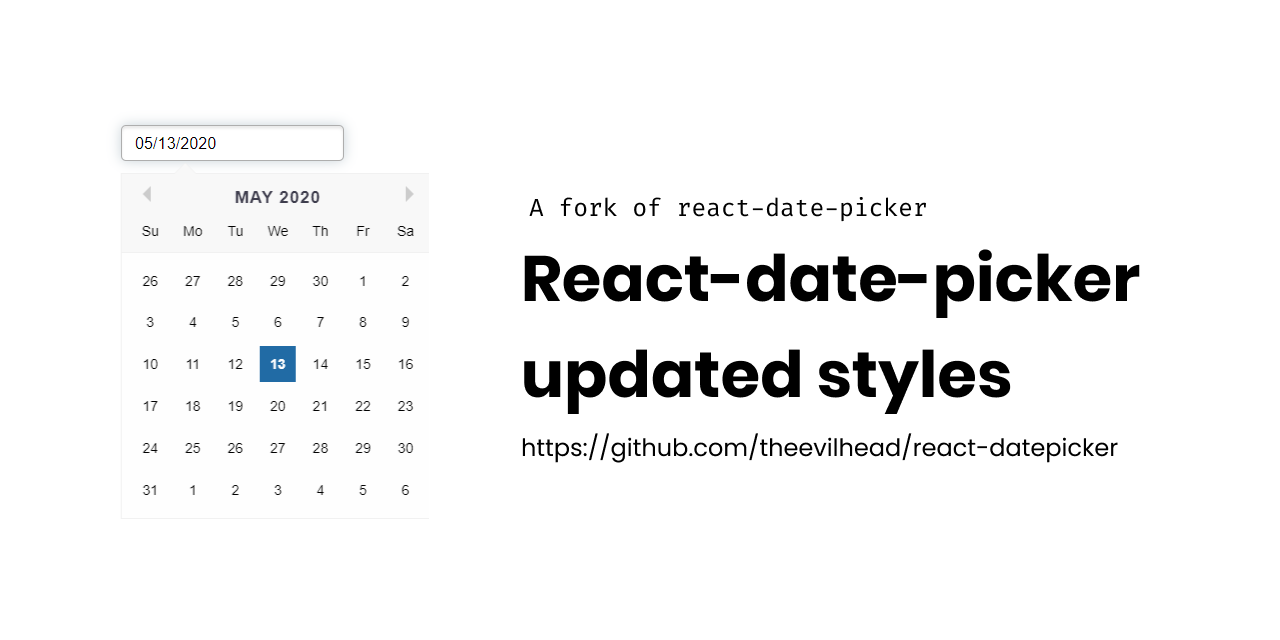 05/13/2020
MAY 2020
Su Mo Tu We Th Fr Sa
26 27 28 29 30 1 2
3 4 5 6 7 8 9
10 11 12 13 14 15 16
17 18 19 20 21 22 23
24 25 26 27 28 29 30
31 1 2 3 4 5 6
A fork of react-date-picker
React-date-picker
updated styles
https://github.com/theevilhead/react-datepicker